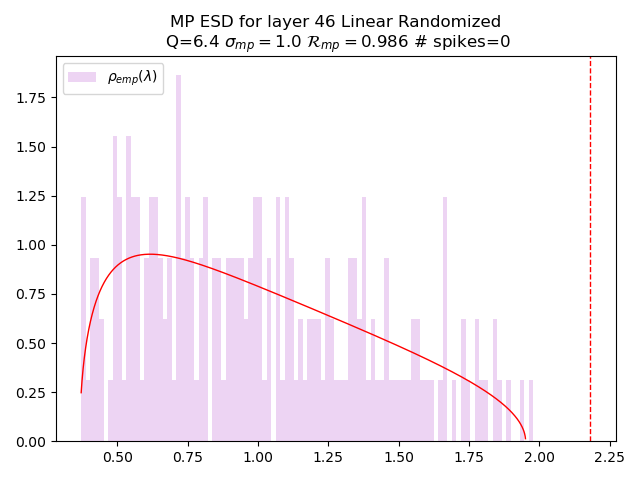 MP ESD for layer 46 Linear Randomized
Q=6.4 σ_mp = 1.0 ℛ_mp = 0.986 # spikes=0
ρ_emp(λ)
1.75
1.50
1.25
1.00
0.75
0.50
0.25
0.00
0.50 0.75 1.00 1.25 1.50 1.75 2.00 2.25